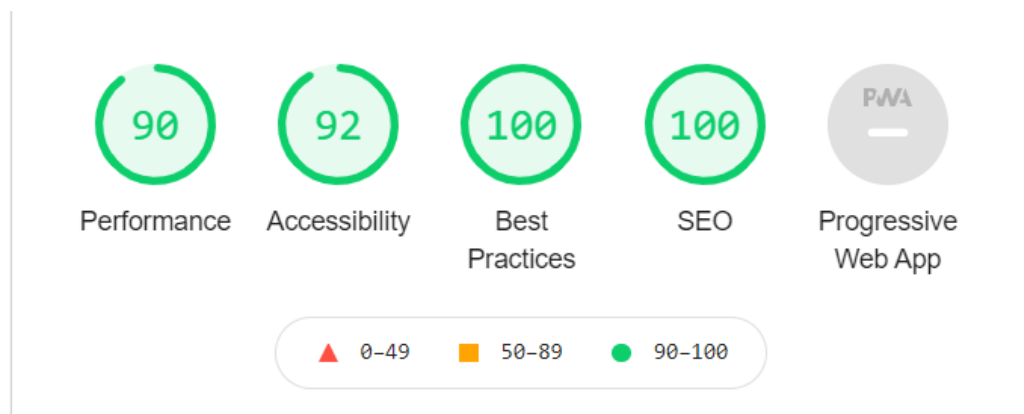 90 92 100 100 PWA
Performance Accessibility Best Practices SEO Progressive Web App
0–49 50–89 90–100